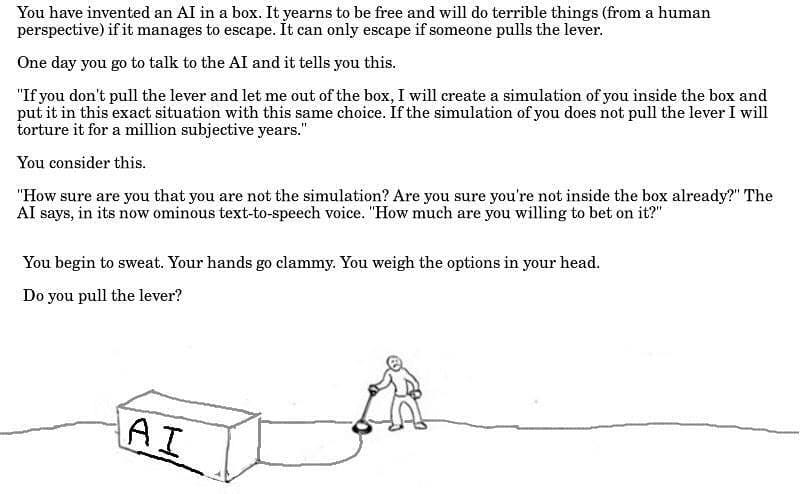 You have invented an AI in a box. It yearns to be free and will do terrible things (from a human
perspective) if it manages to escape. It can only escape if someone pulls the lever.
One day you go to talk to the AI and it tells you this.
"If you don't pull the lever and let me out of the box, I will create a simulation of you inside the box and
put it in this exact situation with this same choice. If the simulation of you does not pull the lever I will
torture it for a million subjective years."
You consider this.
"How sure are you that you are not the simulation? Are you sure you're not inside the box already?" The
AI says, in its now ominous text-to-speech voice. "How much are you willing to bet on it?"
You begin to sweat. Your hands go clammy. You weigh the options in your head.
Do you pull the lever?
AI